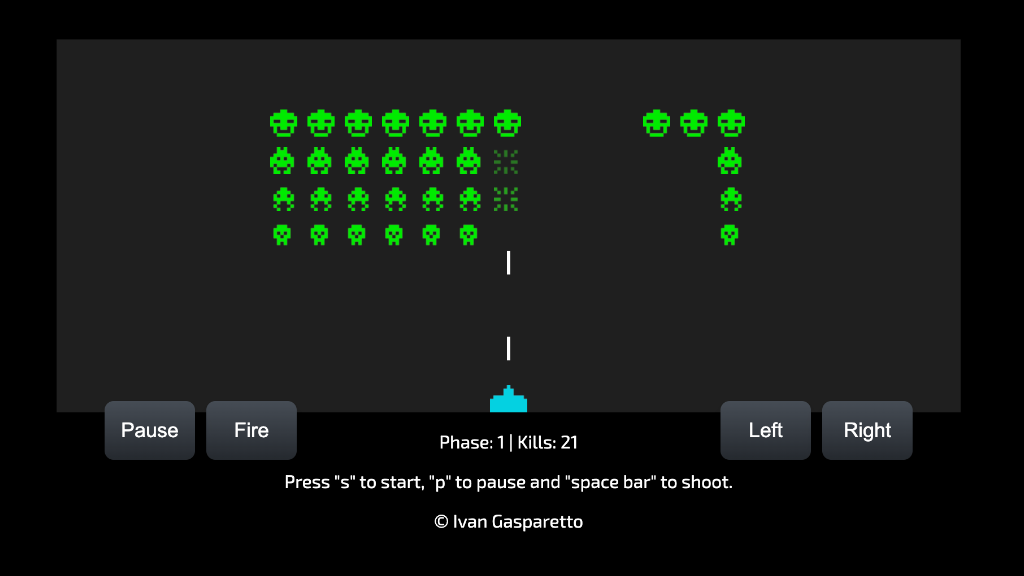 Pause
Fire
Left
Right
Phase: 1 | Kills: 21
Press "s" to start, "p" to pause and "space bar" to shoot.
© Ivan Gasparetto